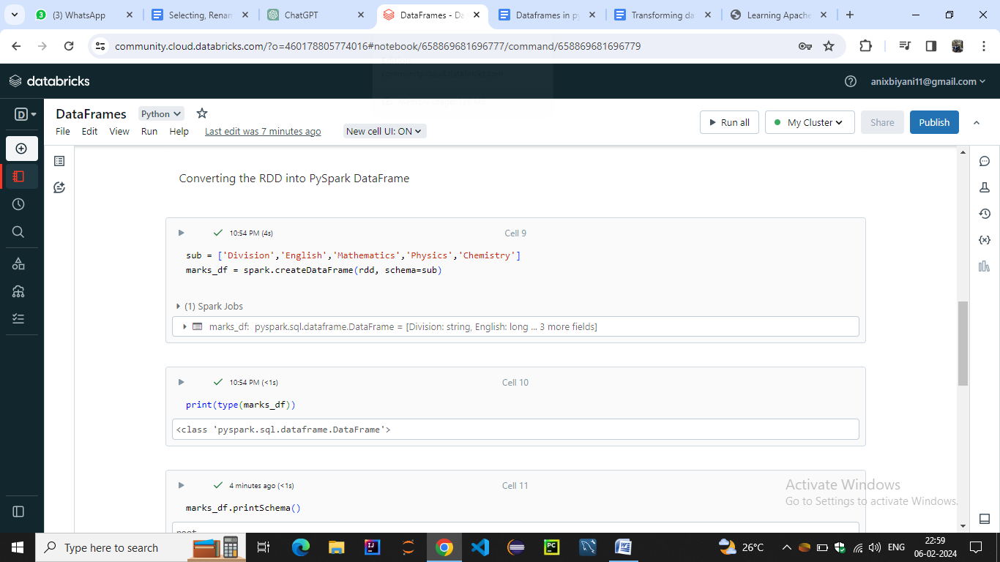 (3) WhatsApp
Selecting, Renam
ChatGPT
DataFrames - Da
Dataframes in py
Transforming da
Learning Apache
community.cloud.databricks.com/?o=460178805774016#notebook/658869681696777/command/658869681696779
databricks
anixbiyani11@gmail.com
D
DataFrames
Python
File Edit View Run Help Last edit was 7 minutes ago New cell UI: ON
Run all
My Cluster
Share
Publish
Converting the RDD into PySpark DataFrame
10:54 PM (4s)
Cell 9
sub = ['Division','English','Mathematics','Physics','Chemistry']
marks_df = spark.createDataFrame(rdd, schema=sub)
(1) Spark Jobs
marks_df: pyspark.sql.dataframe.DataFrame = [Division: string, English: long ... 3 more fields]
10:54 PM (<1s)
Cell 10
print(type(marks_df))
<class 'pyspark.sql.dataframe.DataFrame'>
4 minutes ago (<1s)
Cell 11
marks_df.printSchema()
root
Activate Windows
Go to Settings to activate Windows.
Type here to search
26°C
ENG
22:59
06-02-2024